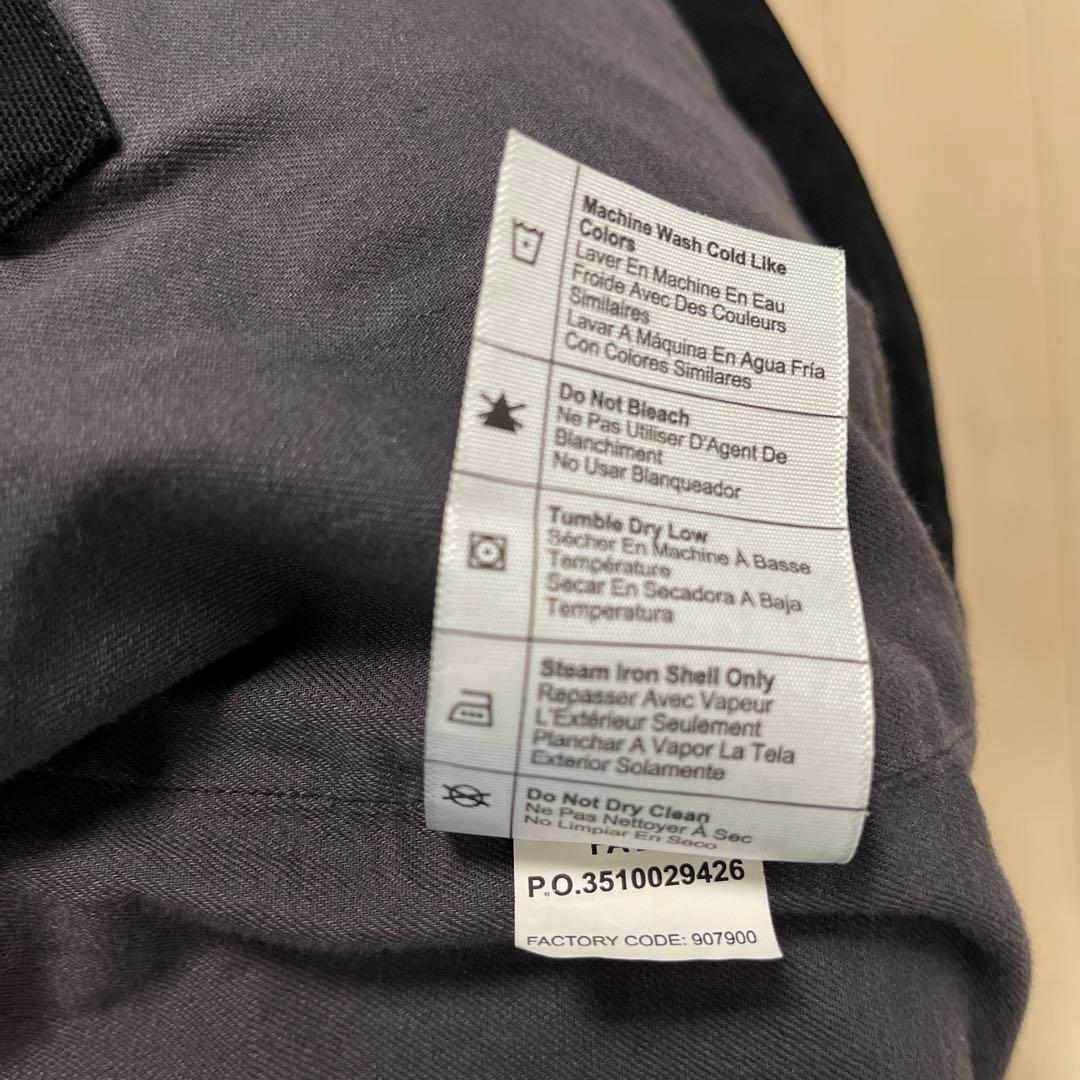 Machine Wash Cold Like
Colors
Laver En Machine En Eau
Froide Avec Des Couleurs
Similaires
Lavar A Máquina En Agua Fría
Con Colores Similares
Do Not Bleach
Ne Pas Utiliser D'Agent De
Blanchiment
No Usar Blanqueador
Tumble Dry Low
Sécher En Machine À Basse
Température
Secar En Secadora A Baja
Temperatura
Steam Iron Shell Only
Repasser Avec Vapeur
L'Extérieur Seulement
Planchar A Vapor La Tela
Exterior Solamente
Do Not Dry Clean
Ne Pas Nettoyer À Sec
No Limpiar En Seco
P.O.3510029426
FACTORY CODE: 907900